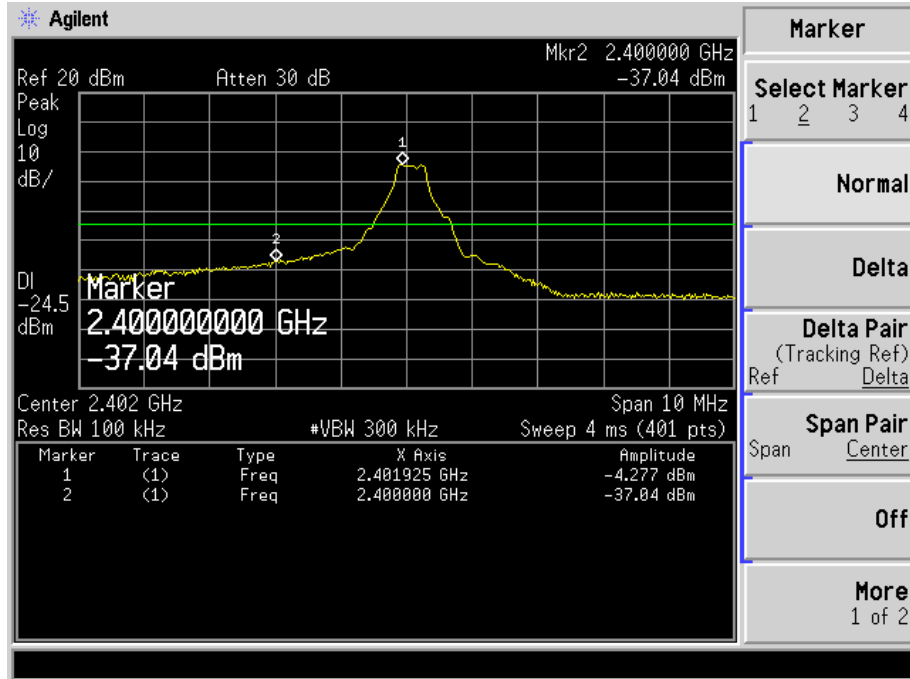 Agilent
Mkr2 2.400000 GHz
Ref 20 dBm Atten 30 dB −37.04 dBm
Peak
Log
10
dB/
1
2
DI
−24.5
dBm
Marker
2.400000000 GHz
−37.04 dBm
Center 2.402 GHz Span 10 MHz
Res BW 100 kHz #VBW 300 kHz Sweep 4 ms (401 pts)
Marker Trace Type X Axis Amplitude
1 (1) Freq 2.401925 GHz −4.277 dBm
2 (1) Freq 2.400000 GHz −37.04 dBm
Marker
Select Marker
1 2 3 4
Normal
Delta
Delta Pair
(Tracking Ref)
Ref Delta
Span Pair
Span Center
Off
More
1 of 2